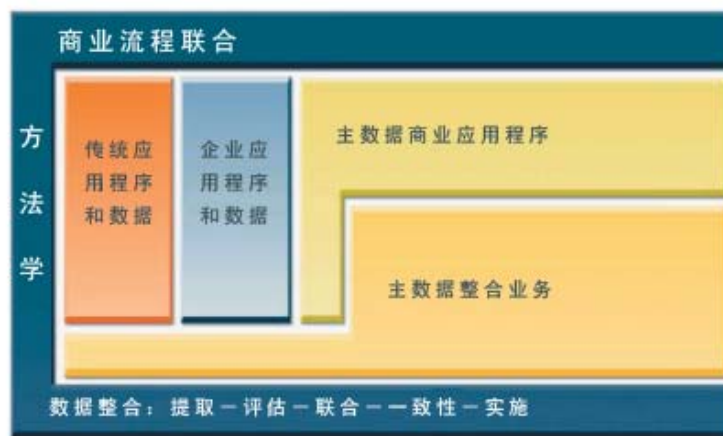 商业流程联合
方法学
传统应
用程序
和数据
企业应
用程序
和数据
主数据商业应用程序
主数据整合业务
数据整合：提取－评估－联合－一致性－实施